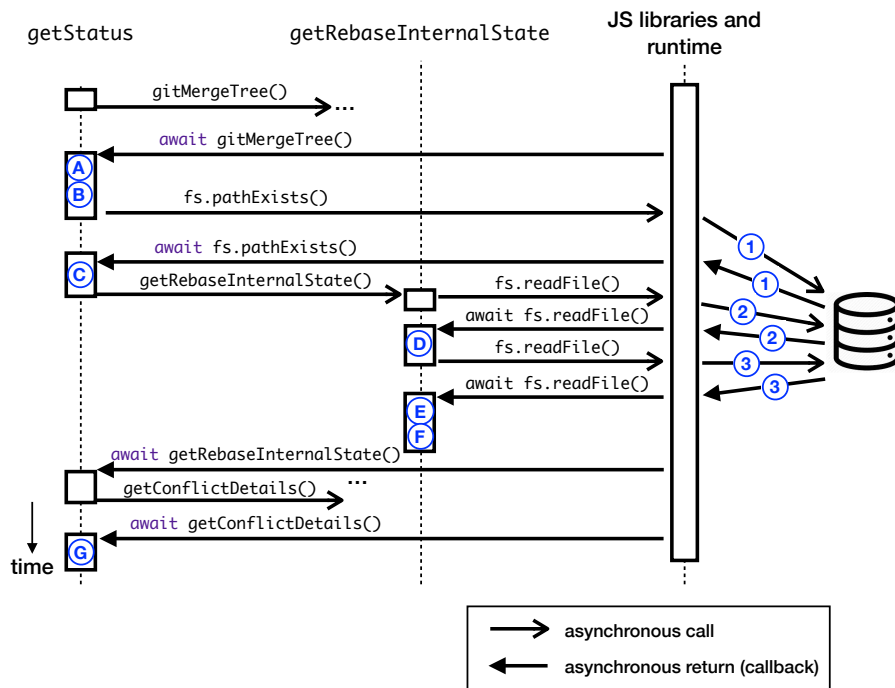 JS libraries and
runtime
getStatus
getRebaseInternalState
gitMergeTree()
...
await gitMergeTree()
A
B
fs.pathExists()
1
await fs.pathExists()
1
C
getRebaseInternalState()
fs.readFile()
2
await fs.readFile()
2
D
fs.readFile()
3
await fs.readFile()
3
E
F
await getRebaseInternalState()
...
getConflictDetails()
await getConflictDetails()
G
time
asynchronous call
asynchronous return (callback)